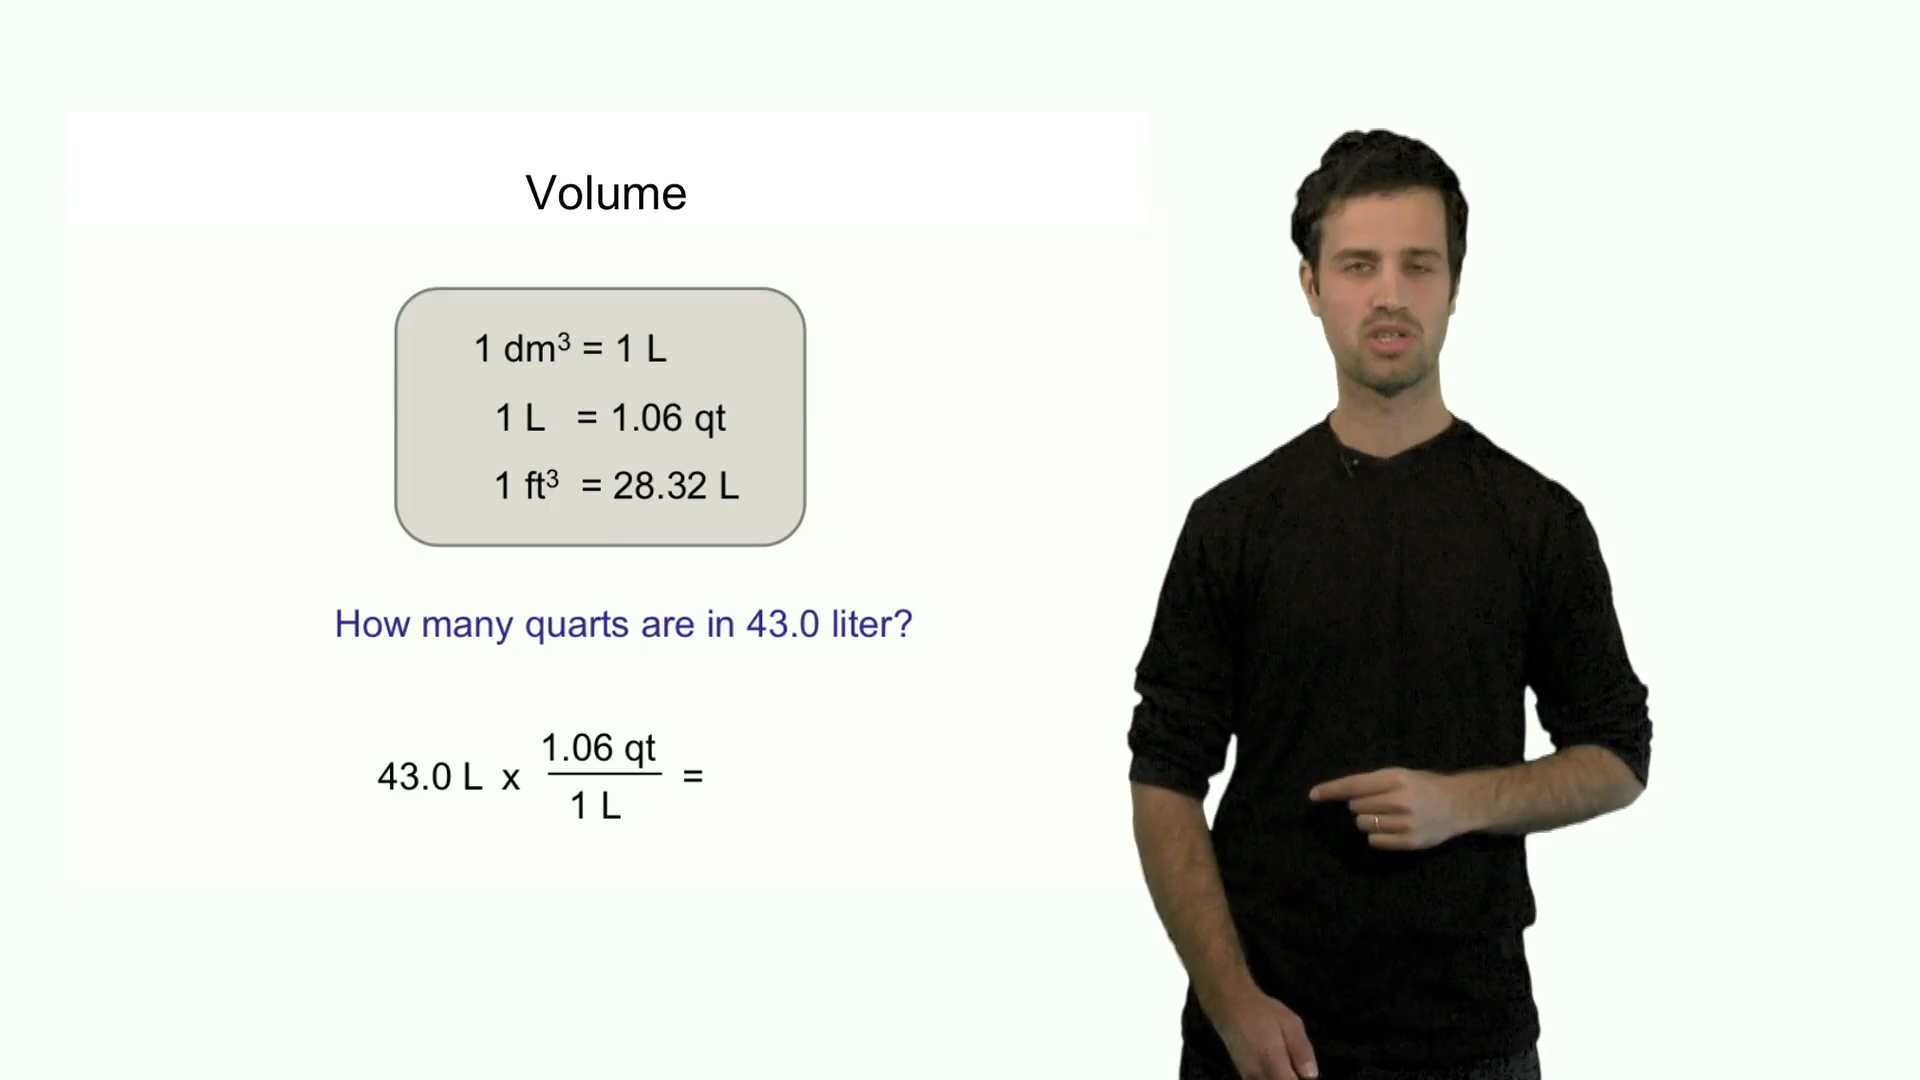 Volume
1 dm³ = 1 L
1 L = 1.06 qt
1 ft³ = 28.32 L
How many quarts are in 43.0 liter?
43.0 L x 1.06 qt / 1 L =